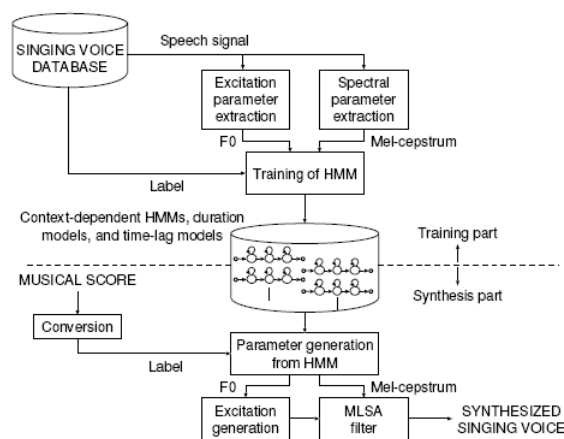 Speech signal
SINGING VOICE
DATABASE
Excitation
parameter
extraction
Spectral
parameter
extraction
F0
Mel-cepstrum
Label
Training of HMM
Context-dependent HMMs, duration
models, and time-lag models
Training part
Synthesis part
MUSICAL SCORE
Conversion
Label
Parameter generation
from HMM
F0
Mel-cepstrum
Excitation
generation
MLSA
filter
SYNTHESIZED
SINGING VOICE